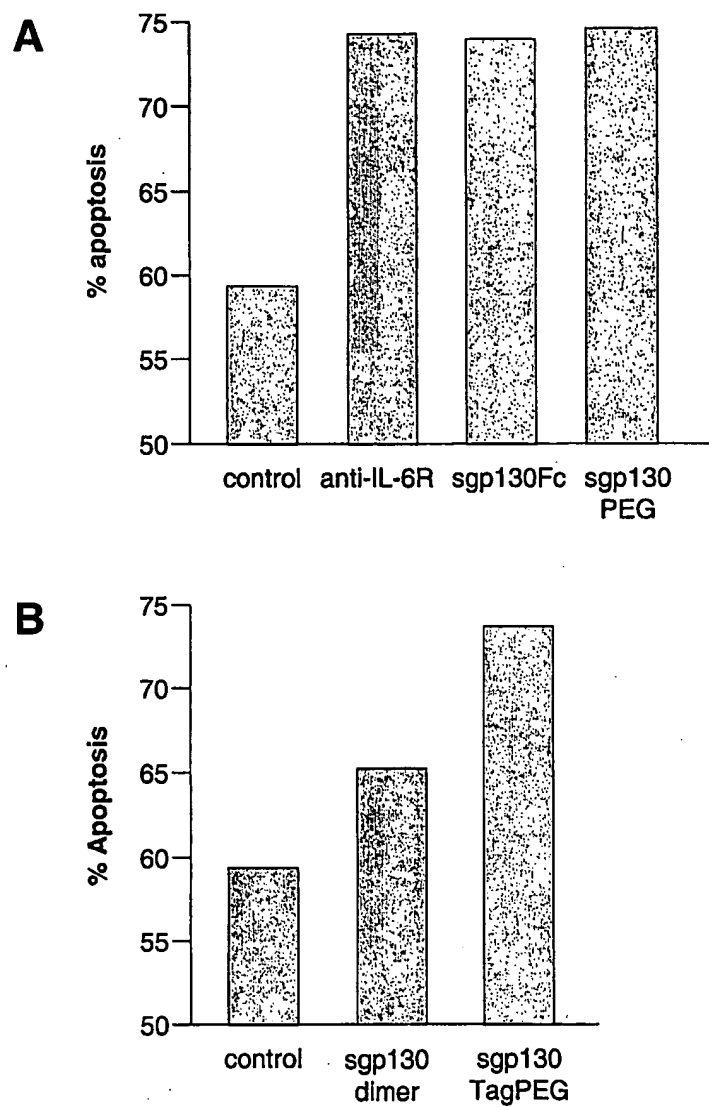 A
% apoptosis
75
70
65
60
55
50
control anti-IL-6R sgp130Fc sgp130
PEG
B
% Apoptosis
75
70
65
60
55
50
control sgp130 sgp130
dimer TagPEG